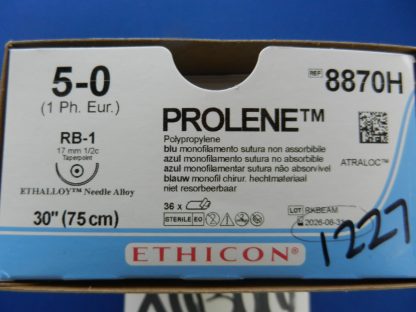 5-0
(1 Ph. Eur.)
RB-1
17 mm 1/2c
Taperpoint
ETHALLOY™ Needle Alloy
30" (75 cm)
PROLENE™
Polypropylene
blu monofilamento sutura non assorbibile
azul monofilamento sutura no absorbible
azul monofilamentar sutura não absorvível
blauw monofil chirur. hechtmateriaal
niet resorbeerbaar
36 x
STERILE EO
REF 8870H
ATRALOC™
LOT
1227
ETHICON®